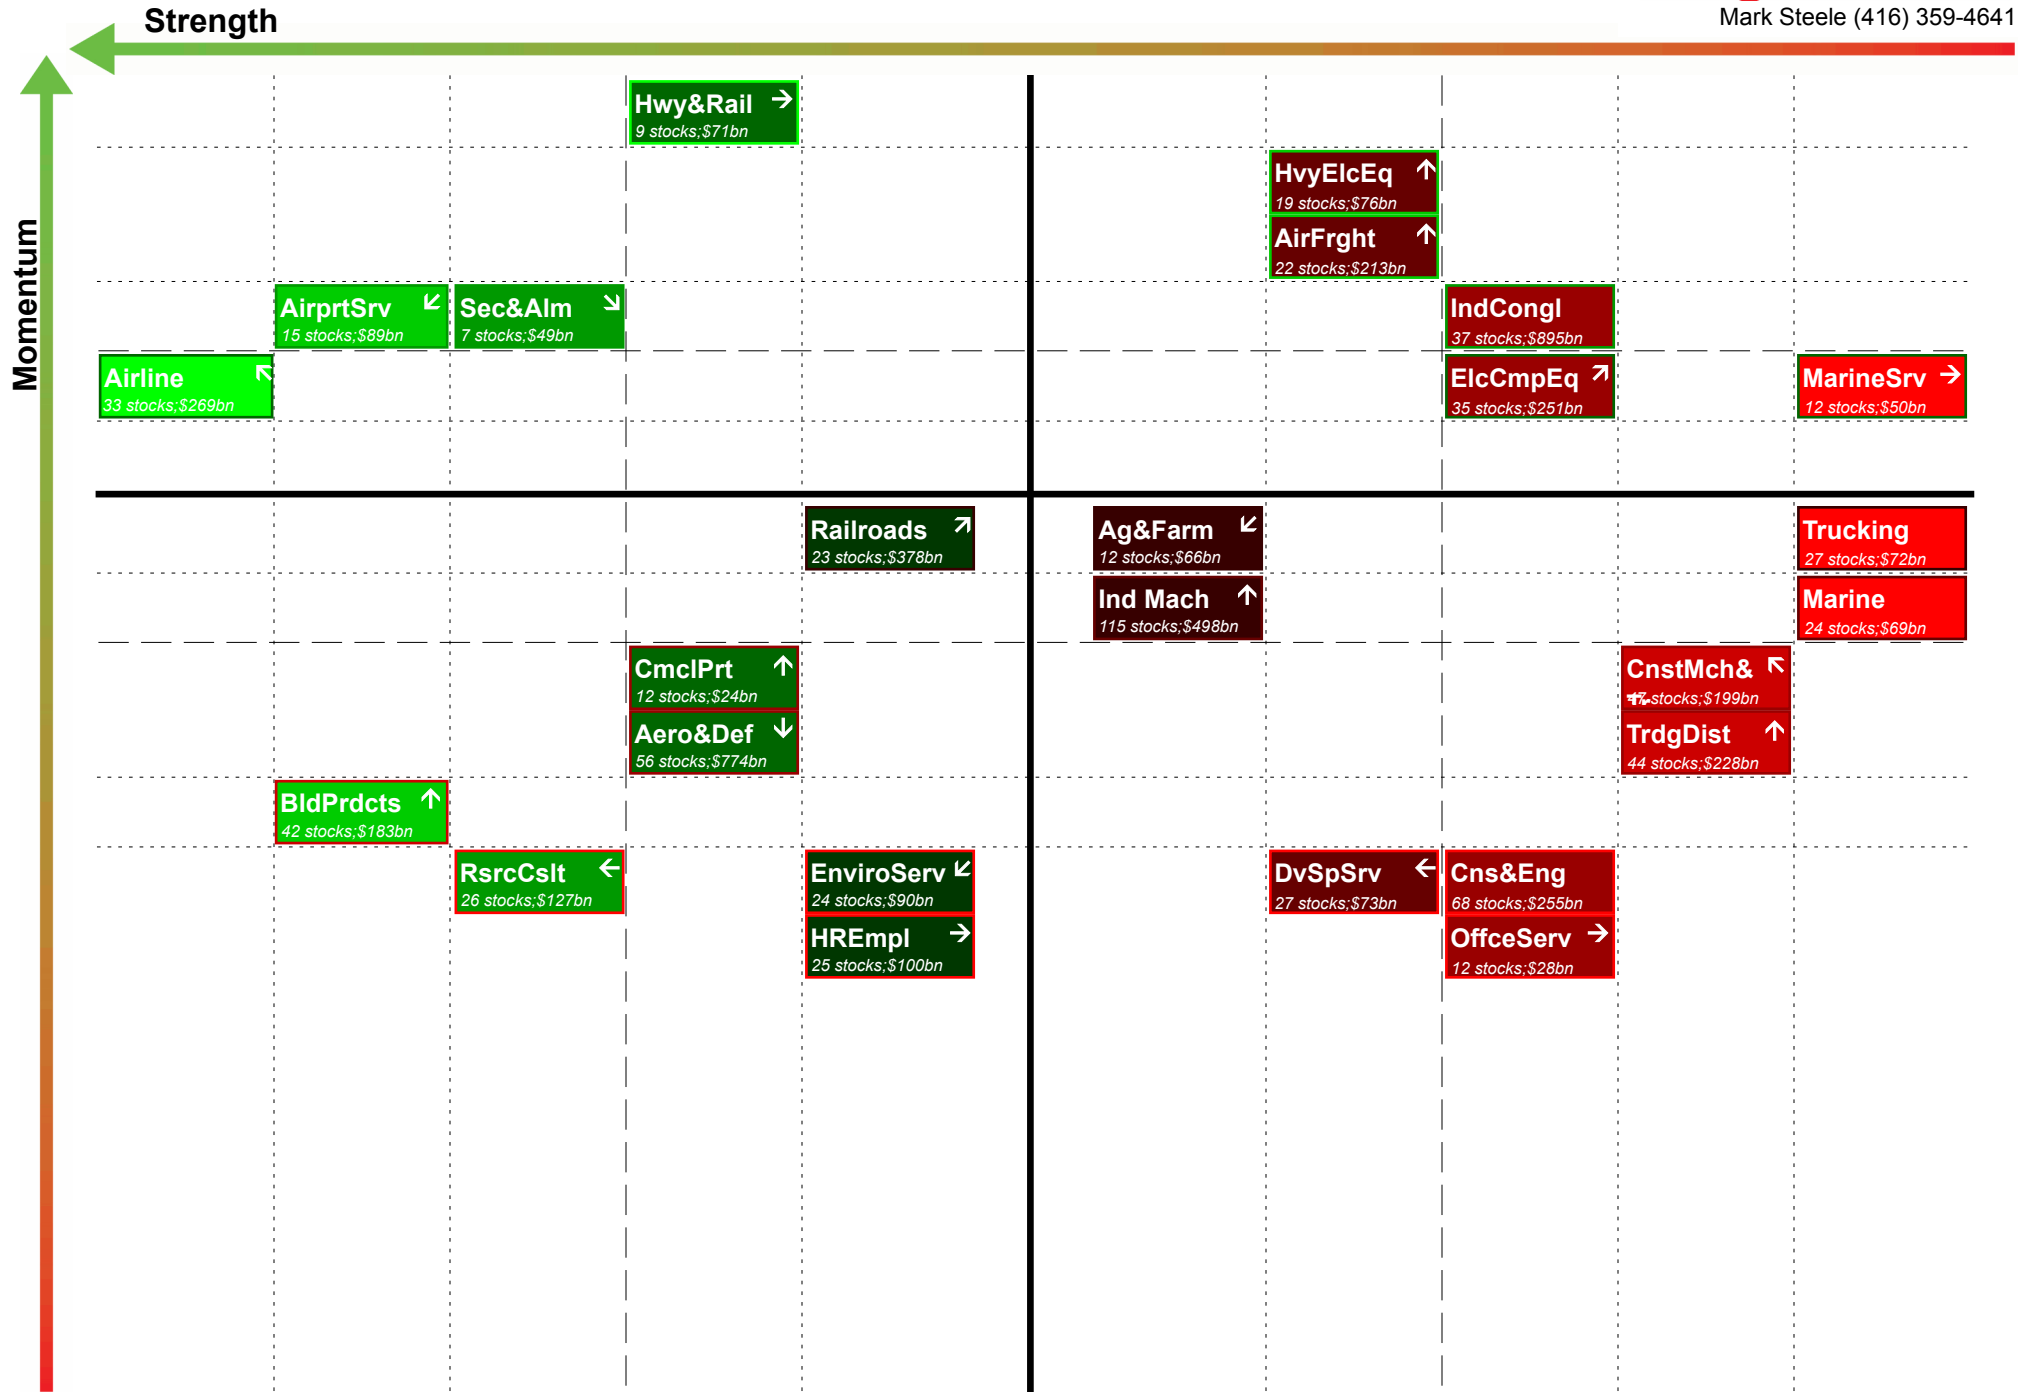 Strength
Mark Steele (416) 359-4641
Momentum
Hwy&Rail
9 stocks;$71bn
HvyElcEq
19 stocks;$76bn
AirFrght
22 stocks;$213bn
AirprtSrv
15 stocks;$89bn
Sec&Alm
7 stocks;$49bn
IndCongl
37 stocks;$895bn
Airline
33 stocks;$269bn
ElcCmpEq
35 stocks;$251bn
MarineSrv
12 stocks;$50bn
Railroads
23 stocks;$378bn
Ag&Farm
12 stocks;$66bn
Trucking
27 stocks;$72bn
Ind Mach
115 stocks;$498bn
Marine
24 stocks;$69bn
CmclPrt
12 stocks;$24bn
CnstMch&
stocks;$199bn
Aero&Def
56 stocks;$774bn
TrdgDist
44 stocks;$228bn
BldPrdcts
42 stocks;$183bn
RsrcCslt
26 stocks;$127bn
EnviroServ
24 stocks;$90bn
DvSpSrv
27 stocks;$73bn
Cns&Eng
68 stocks;$255bn
HREmpl
25 stocks;$100bn
OffceServ
12 stocks;$28bn